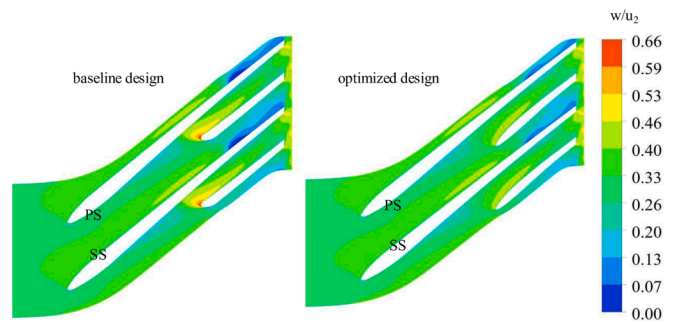 w/u2
baseline design
optimized design
0.66
0.59
0.53
0.46
0.40
0.33
0.26
0.20
0.13
0.07
0.00
PS
SS
PS
SS